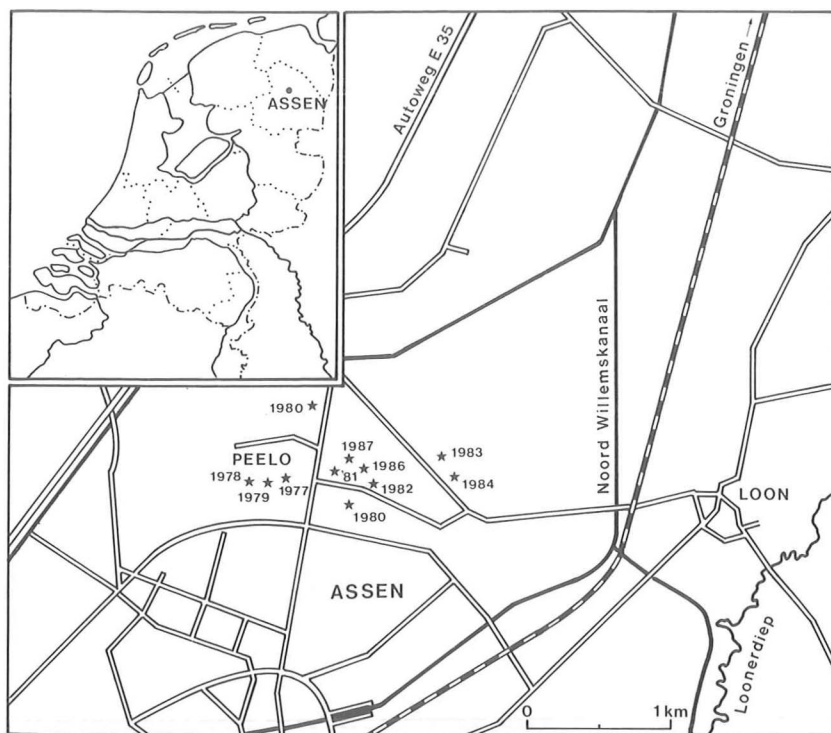 ASSEN
Autoweg E 35
Groningen →
Noord Willemskanaal
1980
PEELO
1987
1983
1978
'81
1986
1984
1979
1977
1982
1980
LOON
ASSEN
Loonerdiep
0 1 km